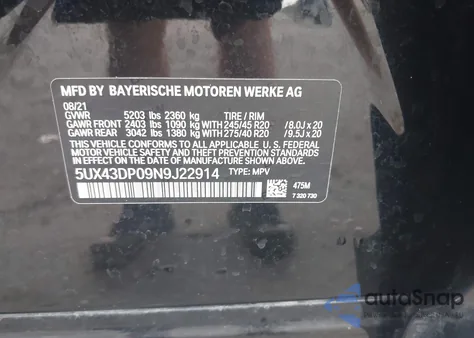 MFD BY BAYERISCHE MOTOREN WERKE AG
08/21
GVWR 5203 lbs 2360 kg TIRE / RIM
GAWR FRONT 2403 lbs 1090 kg WITH 245/45 R20 /8.0J x 20
GAWR REAR 3042 lbs 1380 kg WITH 275/40 R20 /9.5J x 20
THIS VEHICLE CONFORMS TO ALL APPLICABLE FEDERAL
MOTOR VEHICLE SAFETY AND THEFT PREVENTION STANDARDS
IN EFFECT ON THE DATE OF MANUFACTURE SHOWN ABOVE.
5UX43DP09N9J22914 TYPE: MPV
475M
7 320 730
autoSnap